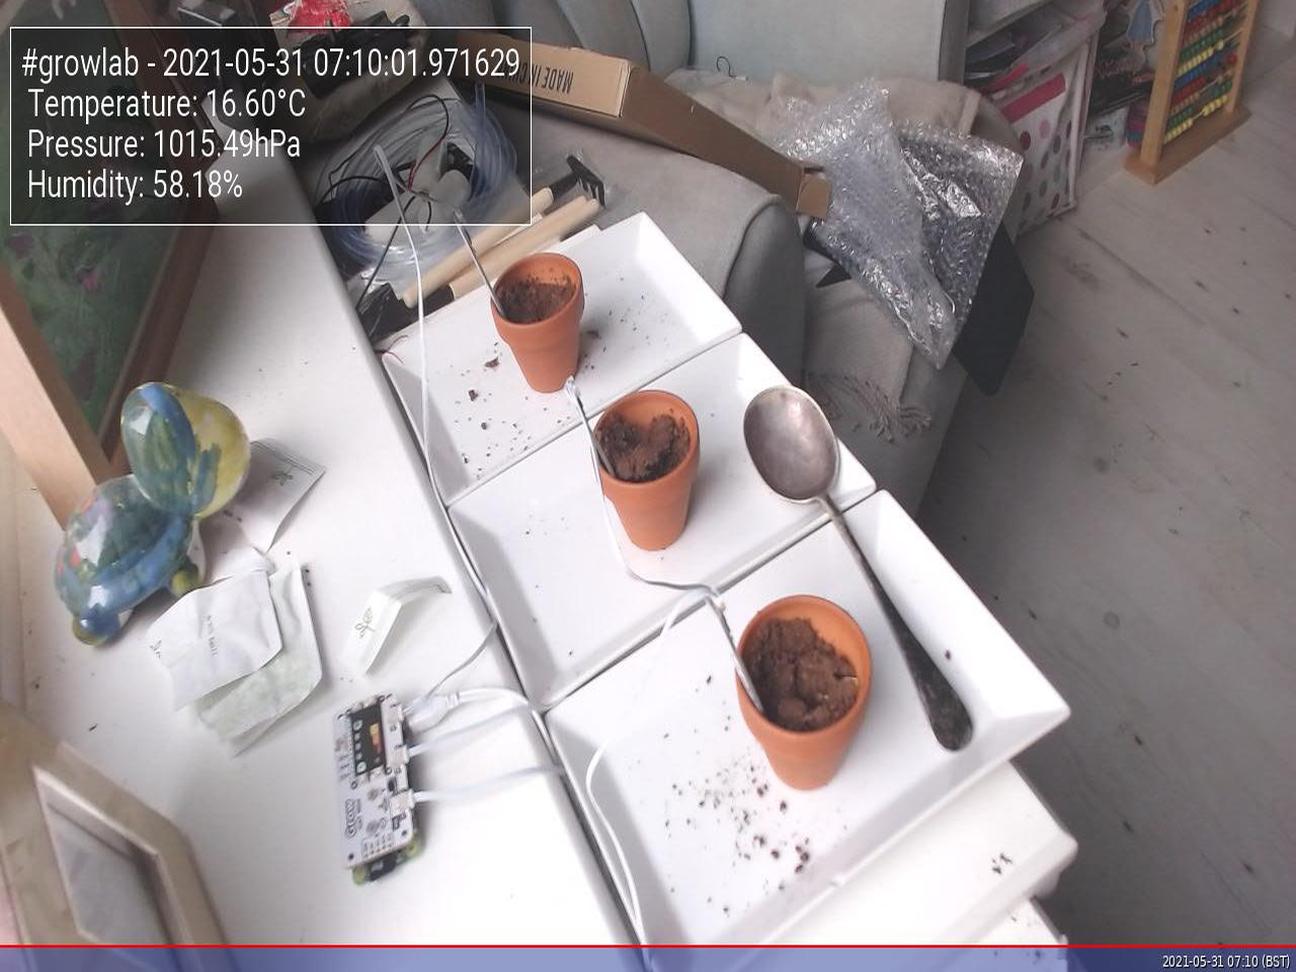 #growlab - 2021-05-31 07:10:01.971629
Temperature: 16.60°C
Pressure: 1015.49hPa
Humidity: 58.18%
MADE IN
Grow
2021-05-31 07:10 (BST)